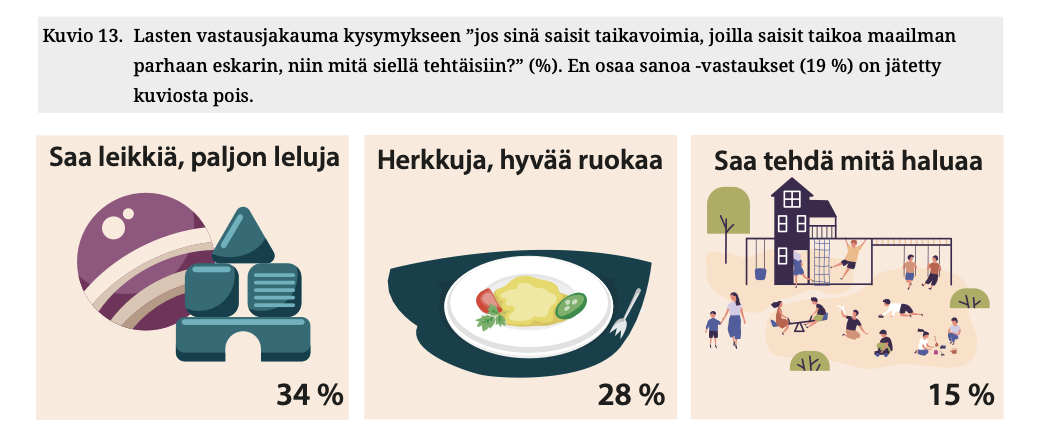 Kuvio 13. Lasten vastausjakauma kysymykseen ”jos sinä saisit taikavoimia, joilla saisit taikoa maailman
parhaan eskarin, niin mitä siellä tehtäisiin?” (%). En osaa sanoa -vastaukset (19 %) on jätetty
kuviosta pois.
Saa leikkiä, paljon leluja
34 %
Herkkuja, hyvää ruokaa
28 %
Saa tehdä mitä haluaa
15 %